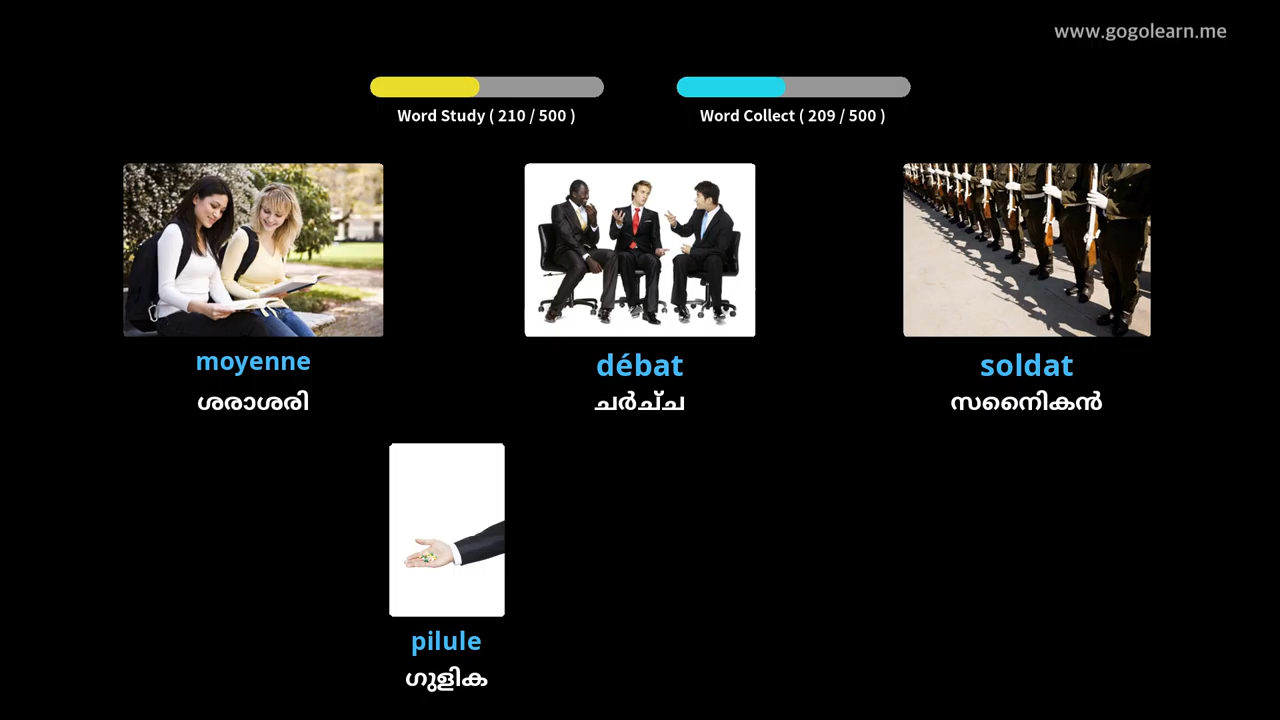 www.gogolearn.me
Word Study ( 210 / 500 )
Word Collect ( 209 / 500 )
moyenne
débat
soldat
ശരാശരി
ചർച്ച
സൈനികൻ
pilule
ഗുളിക